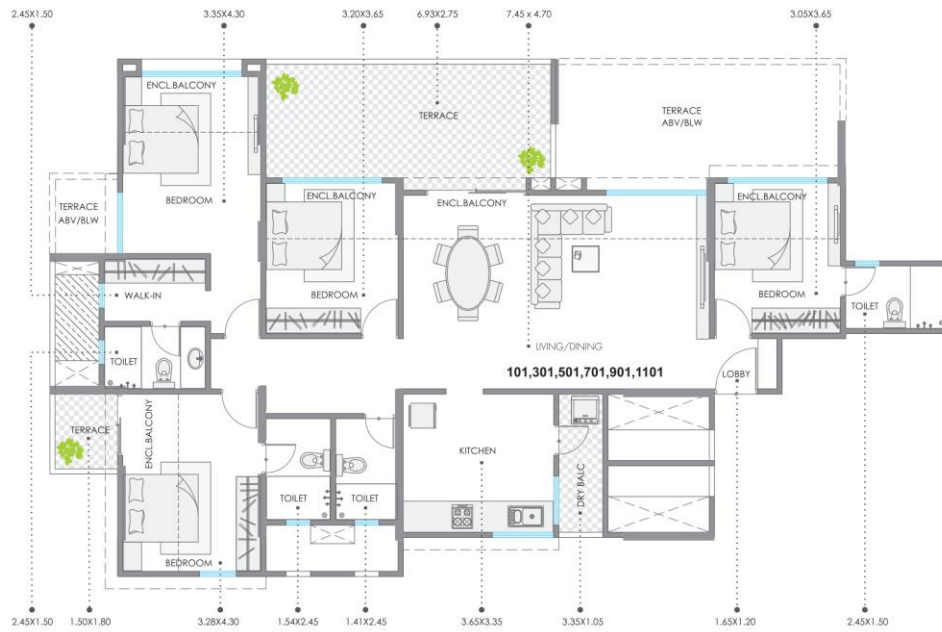 2.45X1.50
3.35X4.30
3.20X3.65
6.93X2.75
7.45 x 4.70
3.05X3.65
ENCL.BALCONY
TERRACE
TERRACE
ABV/BLW
BEDROOM
TERRACE
ABV/BLW
ENCL.BALCONY
ENCL.BALCONY
ENCL.BALCONY
WALK-IN
BEDROOM
BEDROOM
TOILET
LIVING/DINING
TOILET
101,301,501,701,901,1101
LOBBY
TERRACE
ENCL.BALCONY
KITCHEN
DRY BALC
TOILET
TOILET
BEDROOM
2.45X1.50
1.50X1.80
3.28X4.30
1.54X2.45
1.41X2.45
3.65X3.35
3.35X1.05
1.65X1.20
2.45X1.50